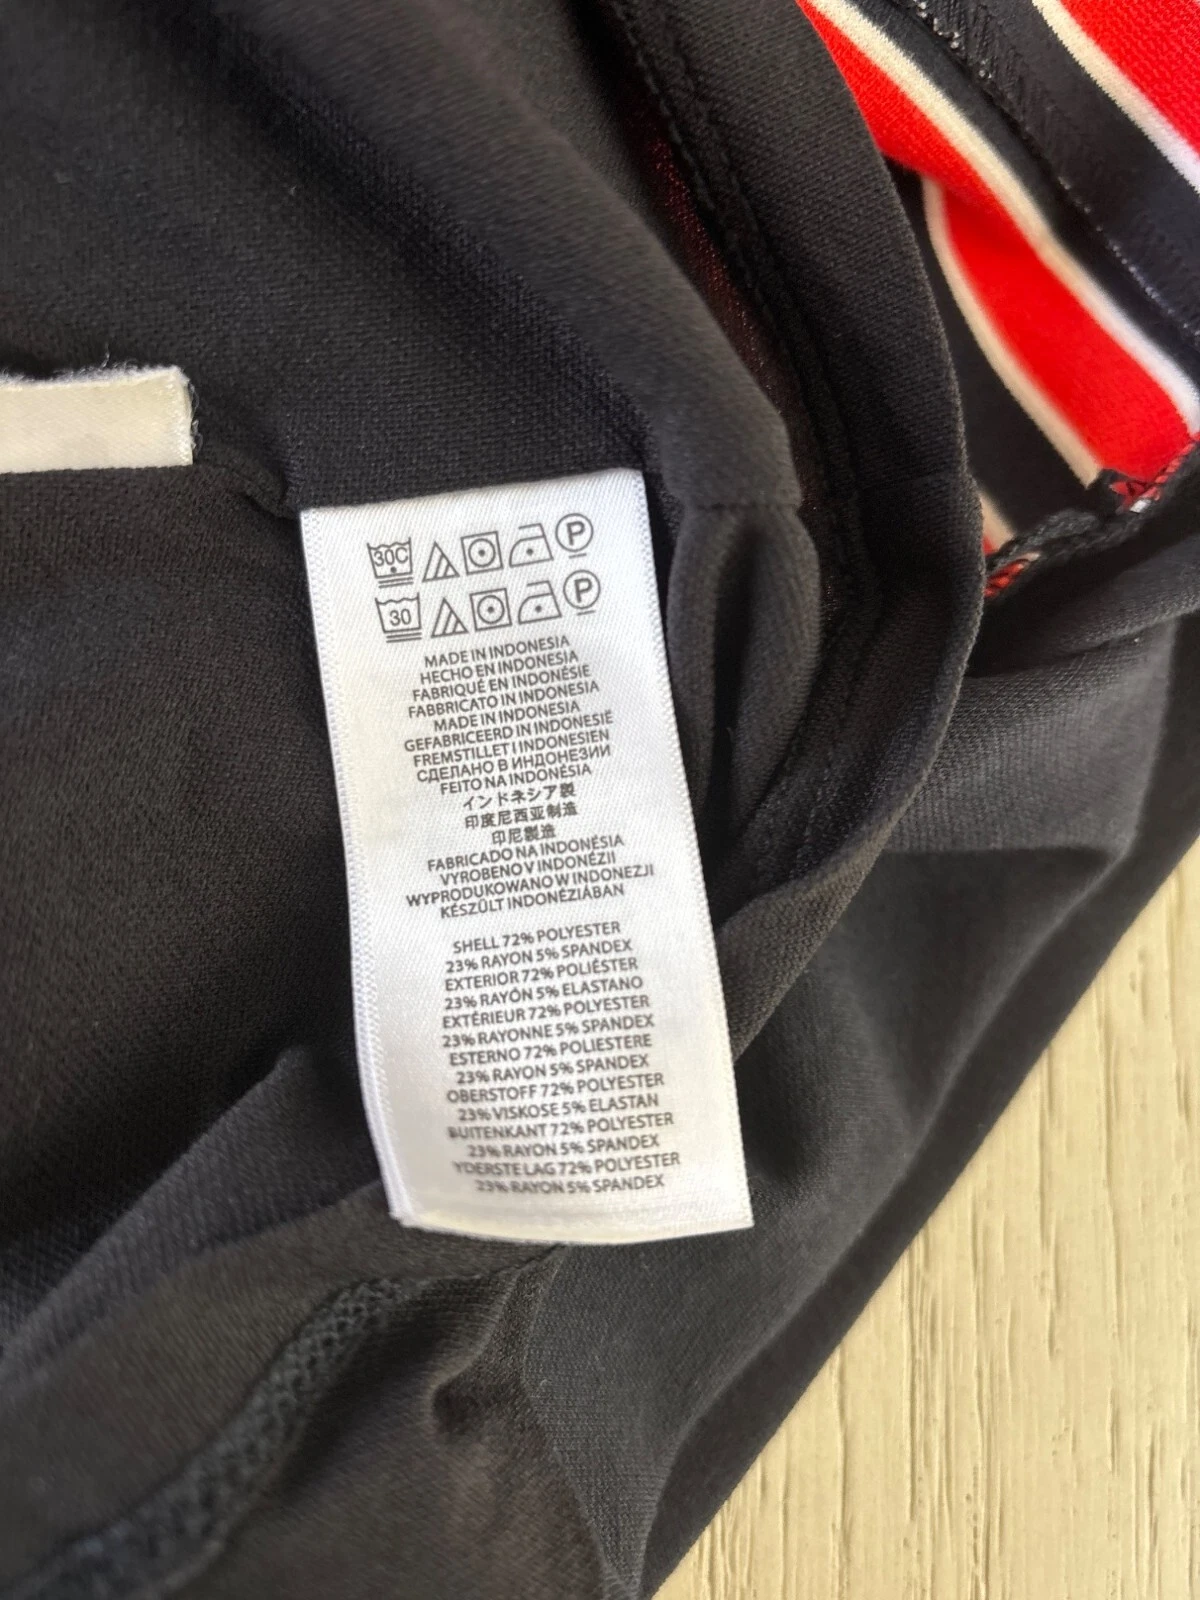 30C P
30 P
MADE IN INDONESIA
HECHO EN INDONESIA
FABRIQUÉ EN INDONÉSIE
FABBRICATO IN INDONESIA
MADE IN INDONESIA
GEFABRICEERD IN INDONESIË
FREMSTILLET I INDONESIEN
СДЕЛАНО В ИНДОНЕЗИИ
FEITO NA INDONÉSIA
インドネシア製
印度尼西亚制造
印尼製造
FABRICADO NA INDONÉSIA
VYROBENO V INDONÉZII
WYPRODUKOWANO W INDONEZJI
KÉSZÜLT INDONÉZIÁBAN
SHELL 72% POLYESTER
23% RAYON 5% SPANDEX
EXTERIOR 72% POLIÉSTER
23% RAYÓN 5% ELASTANO
EXTÉRIEUR 72% POLYESTER
23% RAYONNE 5% SPANDEX
ESTERNO 72% POLIESTERE
23% RAYON 5% SPANDEX
OBERSTOFF 72% POLYESTER
23% VISKOSE 5% ELASTAN
BUITENKANT 72% POLYESTER
23% RAYON 5% SPANDEX
YDERSTE LAG 72% POLYESTER
23% RAYON 5% SPANDEX